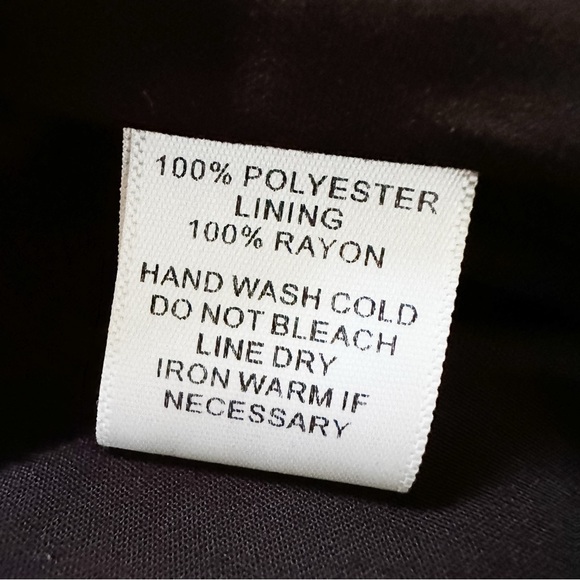 100% POLYESTER
LINING
100% RAYON
HAND WASH COLD
DO NOT BLEACH
LINE DRY
IRON WARM IF
NECESSARY